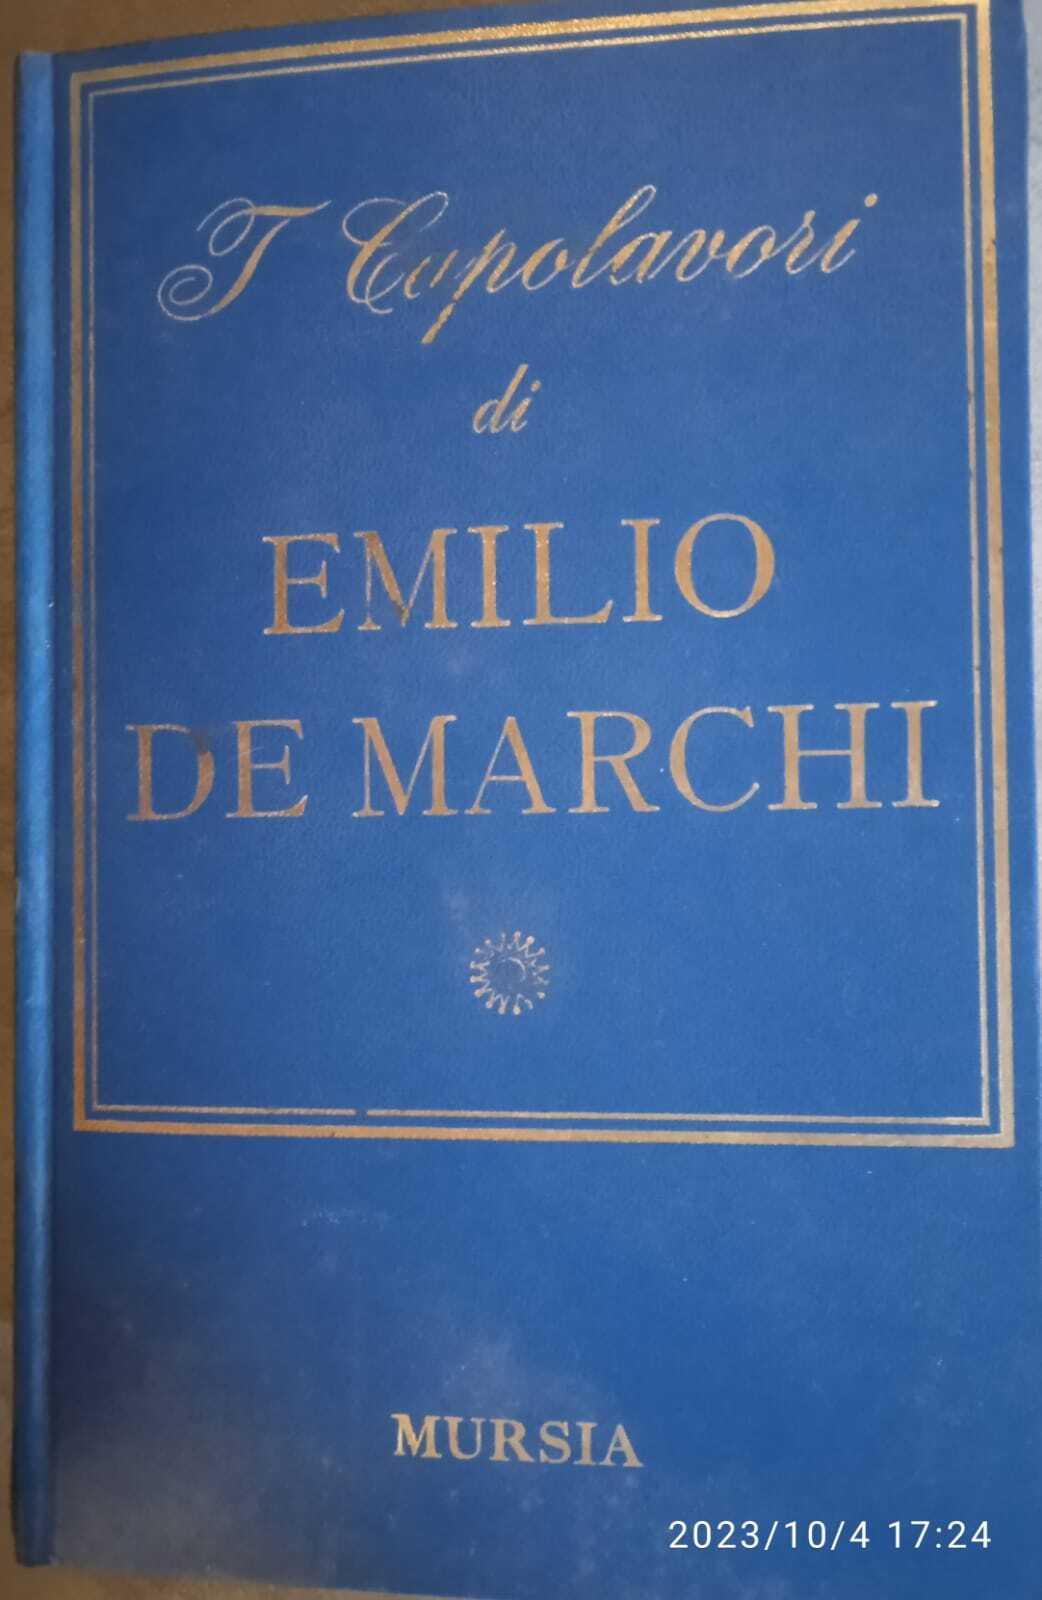 I Capolavori
di
EMILIO
DE MARCHI
MURSIA
2023/10/4 17:24